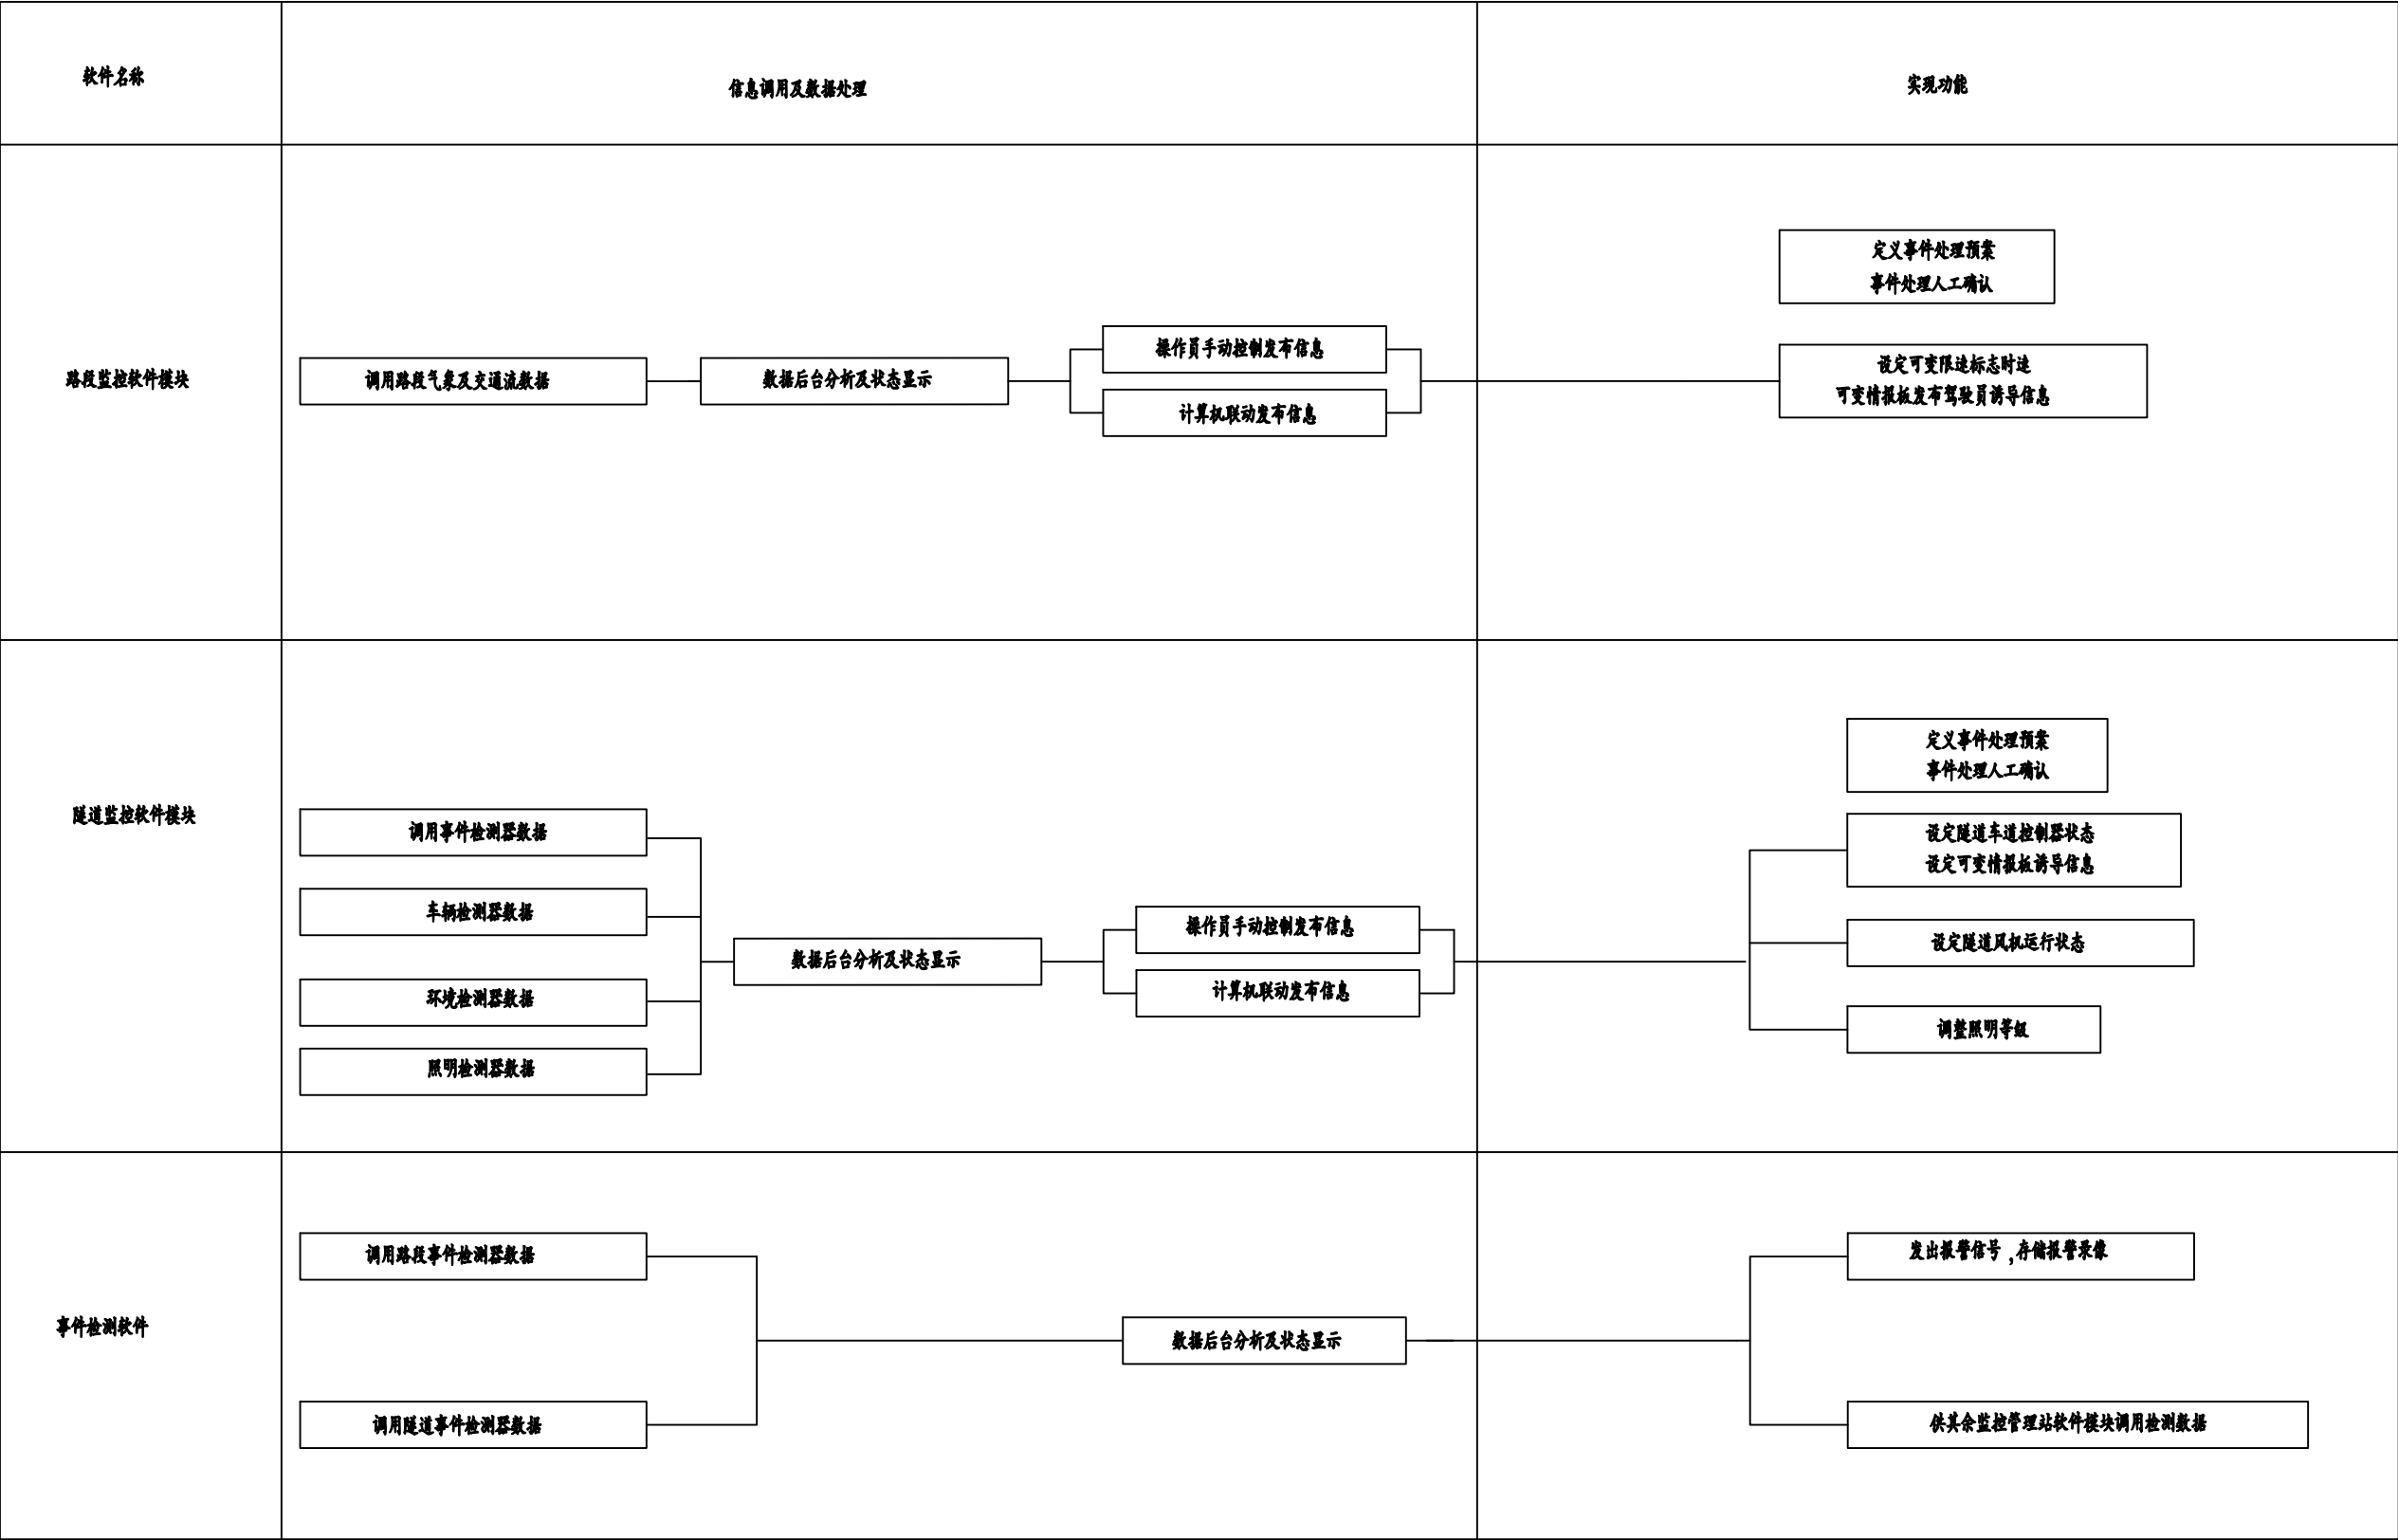 软件名称
信息调用及数据处理
实现功能
路段监控软件模块
调用路段气象及交通流数据
数据后台分析及状态显示
操作员手动控制发布信息
计算机联动发布信息
定义事件处理预案
事件处理人工确认
设定可变限速标志时速
可变情报板发布驾驶员诱导信息
隧道监控软件模块
调用事件检测器数据
车辆检测器数据
环境检测器数据
照明检测器数据
数据后台分析及状态显示
操作员手动控制发布信息
计算机联动发布信息
定义事件处理预案
事件处理人工确认
设定隧道车道控制器状态
设定可变情报板诱导信息
设定隧道风机运行状态
调整照明等级
事件检测软件
调用路段事件检测器数据
调用隧道事件检测器数据
数据后台分析及状态显示
发出报警信号,存储报警录像
供其余监控管理站软件模块调用检测数据